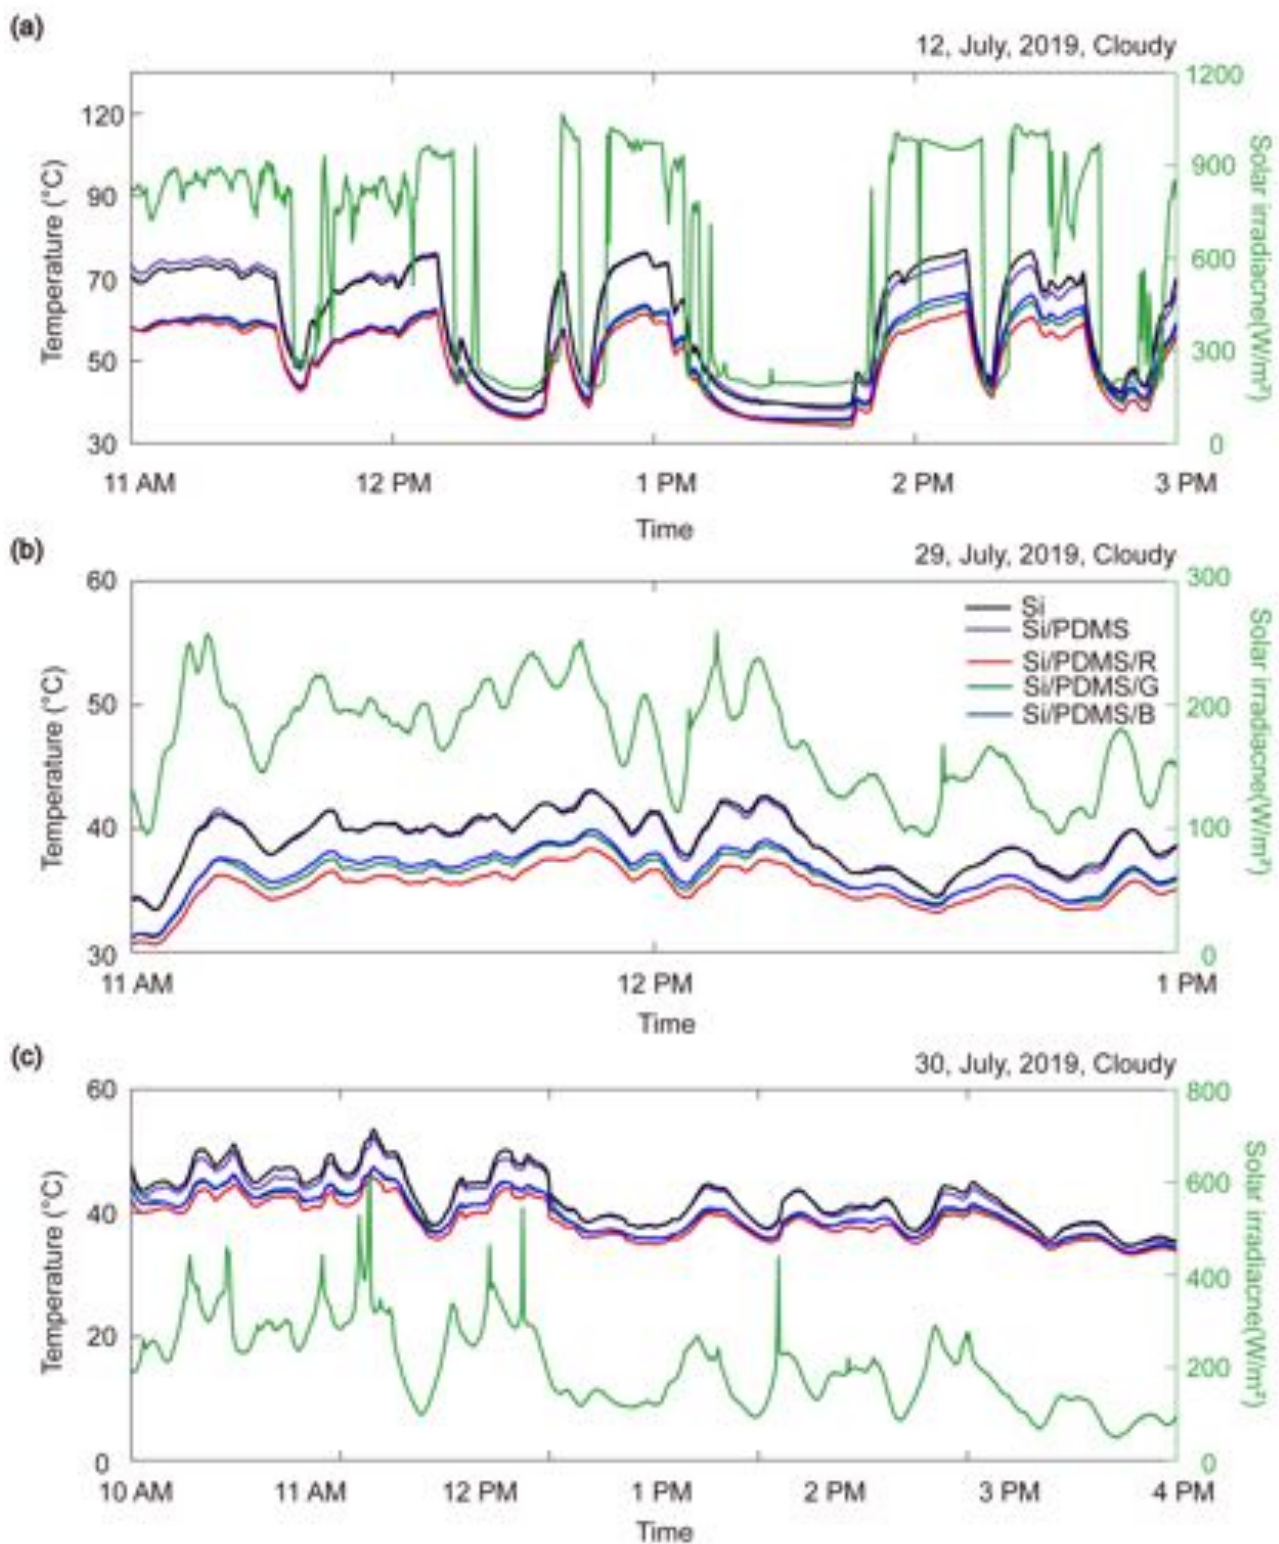 (a)
12, July, 2019, Cloudy
Temperature (°C)
120
90
70
50
30
1200
900
600
300
0
Solar irradiacne(W/m²)
11 AM 12 PM 1 PM 2 PM 3 PM
Time
(b)
29, July, 2019, Cloudy
Temperature (°C)
60
50
40
30
300
200
100
0
Solar irradiacne(W/m²)
Si
Si/PDMS
Si/PDMS/R
Si/PDMS/G
Si/PDMS/B
11 AM 12 PM 1 PM
Time
(c)
30, July, 2019, Cloudy
Temperature (°C)
60
40
20
0
800
600
400
200
0
Solar irradiacne(W/m²)
10 AM 11 AM 12 PM 1 PM 2 PM 3 PM 4 PM
Time